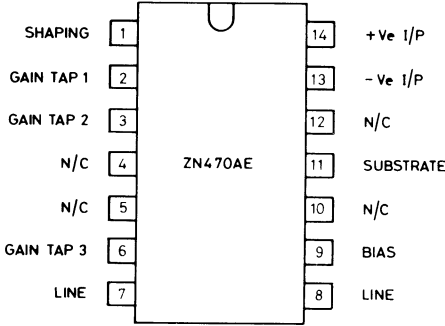 SHAPING 1 14 +Ve I/P
GAIN TAP 1 2 13 -Ve I/P
GAIN TAP 2 3 12 N/C
N/C 4 ZN470AE 11 SUBSTRATE
N/C 5 10 N/C
GAIN TAP 3 6 9 BIAS
LINE 7 8 LINE